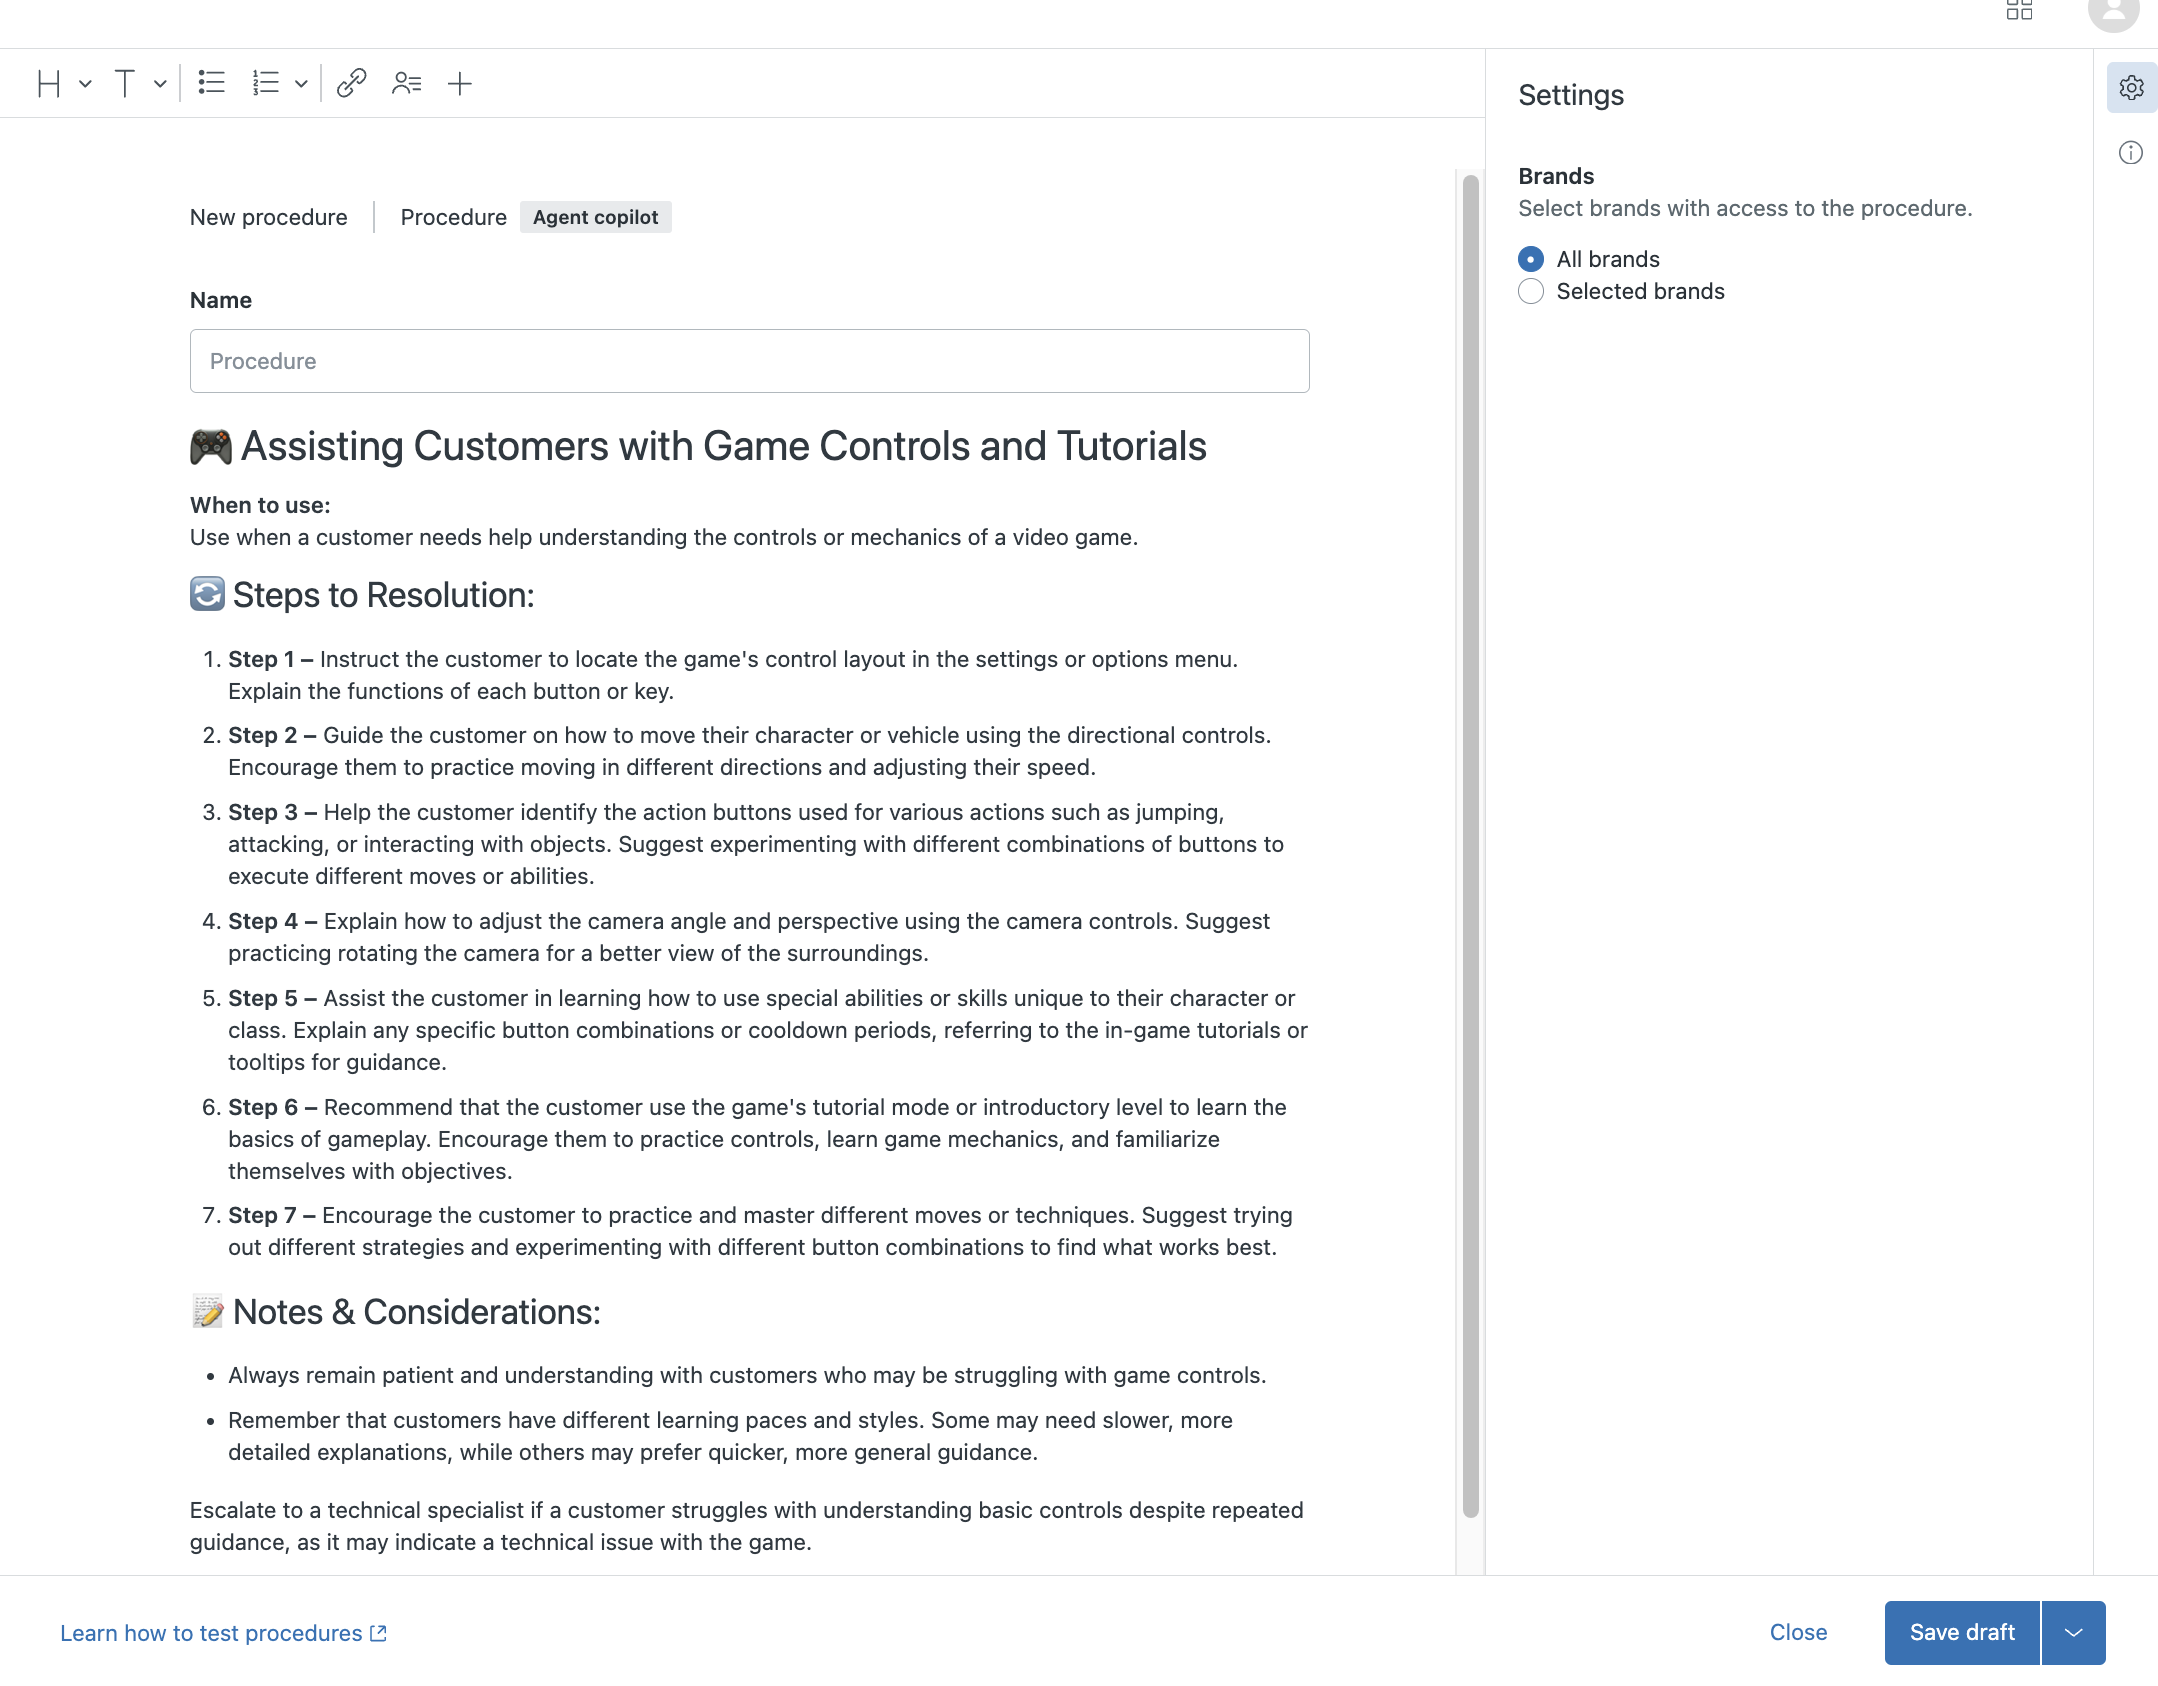 H T
Settings
New procedure Procedure Agent copilot
Name
Procedure
Assisting Customers with Game Controls and Tutorials
When to use:
Use when a customer needs help understanding the controls or mechanics of a video game.
Steps to Resolution:
1. Step 1 – Instruct the customer to locate the game's control layout in the settings or options menu.
Explain the functions of each button or key.
2. Step 2 – Guide the customer on how to move their character or vehicle using the directional controls.
Encourage them to practice moving in different directions and adjusting their speed.
3. Step 3 – Help the customer identify the action buttons used for various actions such as jumping,
attacking, or interacting with objects. Suggest experimenting with different combinations of buttons to
execute different moves or abilities.
4. Step 4 – Explain how to adjust the camera angle and perspective using the camera controls. Suggest
practicing rotating the camera for a better view of the surroundings.
5. Step 5 – Assist the customer in learning how to use special abilities or skills unique to their character or
class. Explain any specific button combinations or cooldown periods, referring to the in-game tutorials or
tooltips for guidance.
6. Step 6 – Recommend that the customer use the game's tutorial mode or introductory level to learn the
basics of gameplay. Encourage them to practice controls, learn game mechanics, and familiarize
themselves with objectives.
7. Step 7 – Encourage the customer to practice and master different moves or techniques. Suggest trying
out different strategies and experimenting with different button combinations to find what works best.
Notes & Considerations:
• Always remain patient and understanding with customers who may be struggling with game controls.
• Remember that customers have different learning paces and styles. Some may need slower, more
detailed explanations, while others may prefer quicker, more general guidance.
Escalate to a technical specialist if a customer struggles with understanding basic controls despite repeated
guidance, as it may indicate a technical issue with the game.
Brands
Select brands with access to the procedure.
All brands
Selected brands
Learn how to test procedures
Close
Save draft